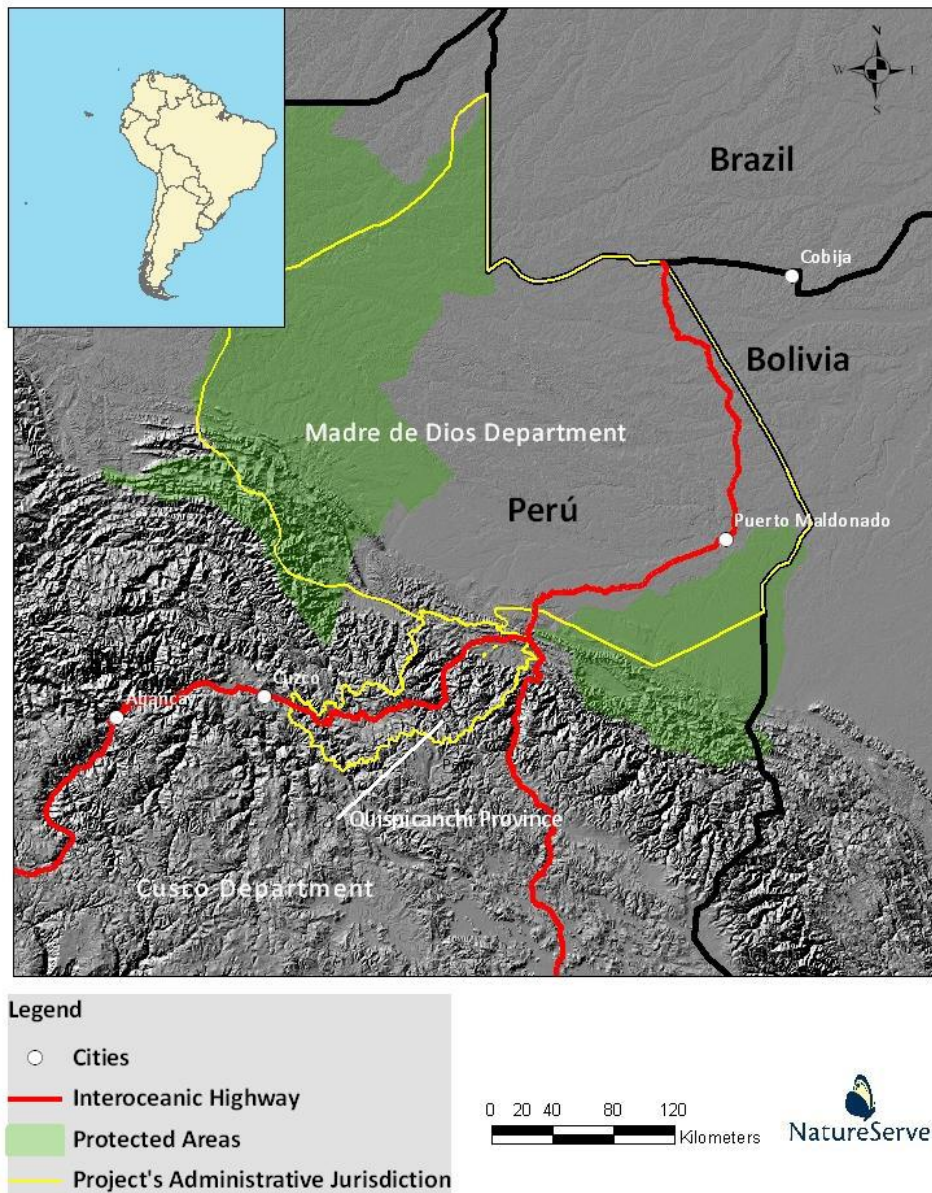 N
W E
S
Brazil
Cobija
Bolivia
Madre de Dios Department
Perú
Puerto Maldonado
Cuzco
Abancay
Quispicanchi Province
Cusco Department
Legend
Cities
Interoceanic Highway
Protected Areas
Project's Administrative Jurisdiction
0 20 40 80 120
Kilometers
NatureServe